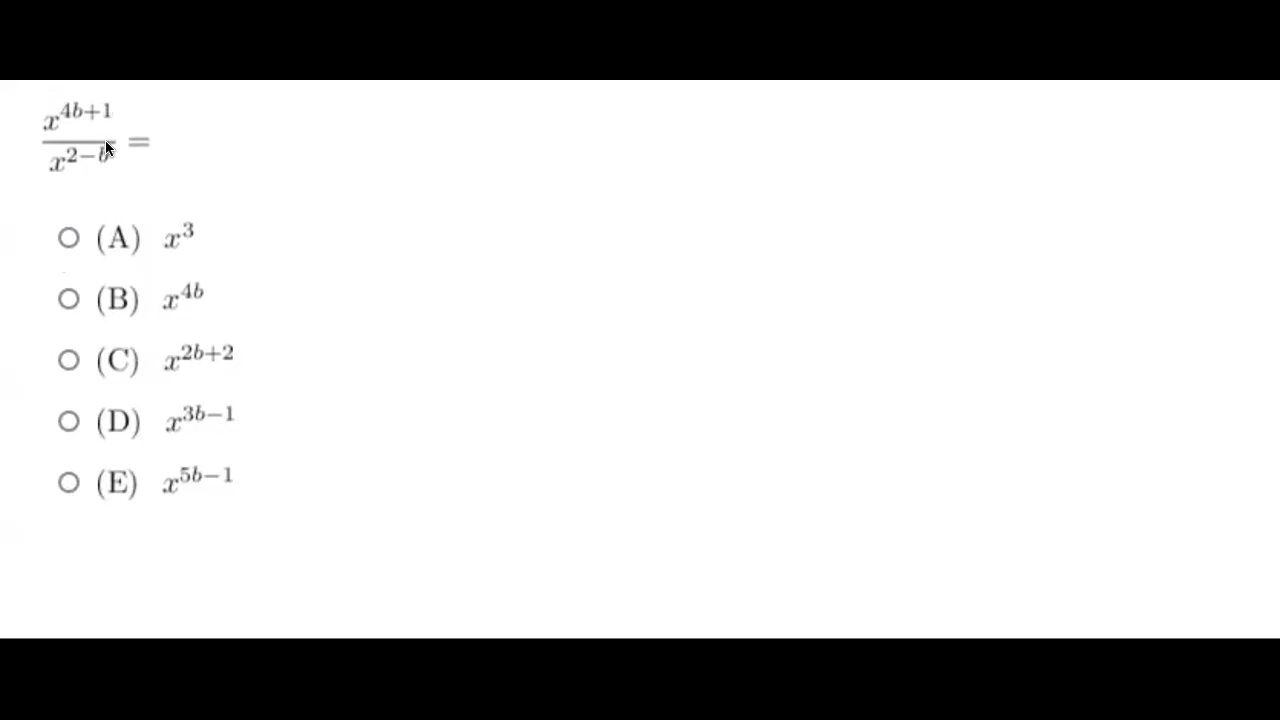 x^{4b+1} / x^{2-b} =
(A) x^3
(B) x^{4b}
(C) x^{2b+2}
(D) x^{3b-1}
(E) x^{5b-1}